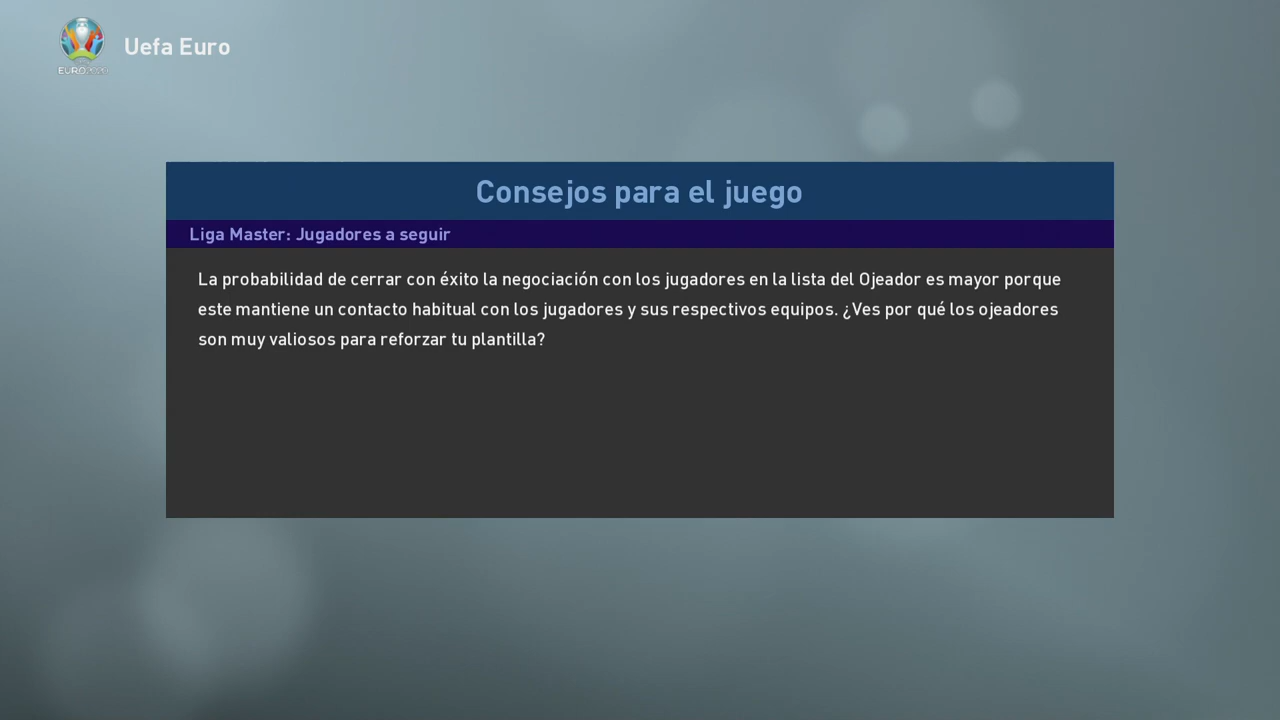 Uefa Euro
EURO2020
Consejos para el juego
Liga Master: Jugadores a seguir
La probabilidad de cerrar con éxito la negociación con los jugadores en la lista del Ojeador es mayor porque
este mantiene un contacto habitual con los jugadores y sus respectivos equipos. ¿Ves por qué los ojeadores
son muy valiosos para reforzar tu plantilla?